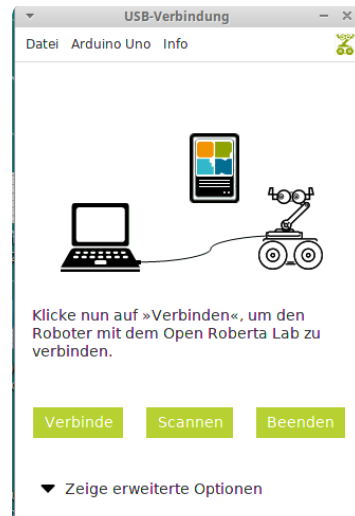 USB-Verbindung
Datei Arduino Uno Info
Klicke nun auf »Verbinden«, um den
Roboter mit dem Open Roberta Lab zu
verbinden.
Verbinde Scannen Beenden
Zeige erweiterte Optionen